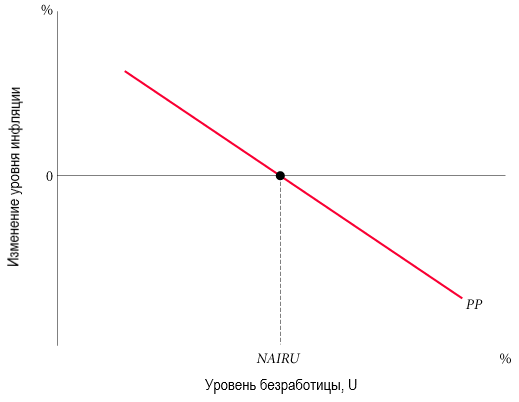 %
Изменение уровня инфляции
0
PP
NAIRU
%
Уровень безработицы, U